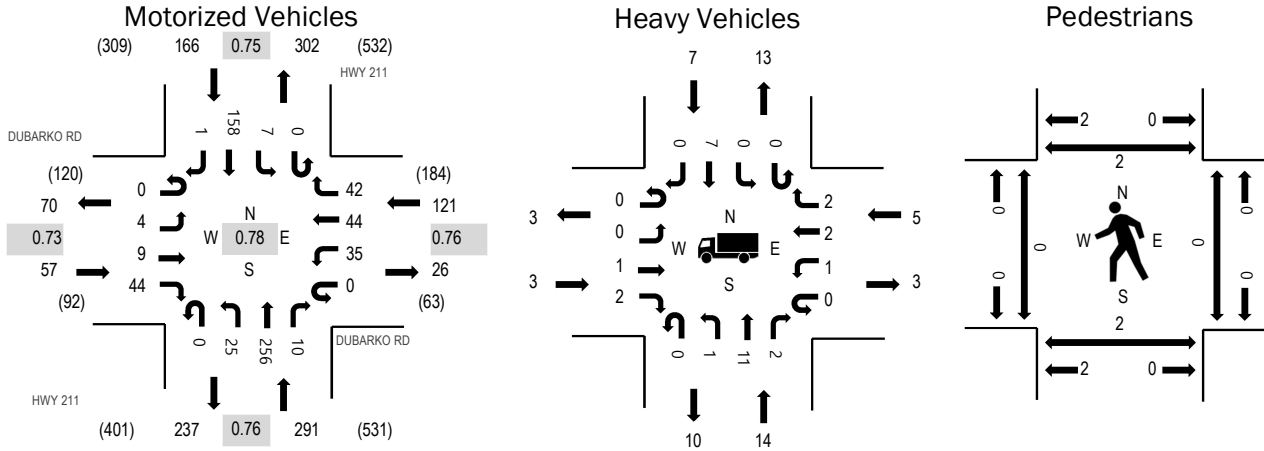 Motorized Vehicles
(309) 166 0.75 302 (532)
HWY 211
DUBARKO RD
1 158 7 0
(120) (184)
70 0 42 121
4 44
0.73 W N 0.78 E S 0.76
9 35
57 44 0 26
(92) (63)
0 25 256 10
DUBARKO RD
HWY 211
(401) 237 0.76 291 (531)
Heavy Vehicles
7 13
0 7 0 0
0 2
3 0 2 5
W N E S
3 1 1 3
2 0
0 1 11 2
10 14
Pedestrians
2 0
2
0 0
N
W E
0 0
S
0 0
2
2 0